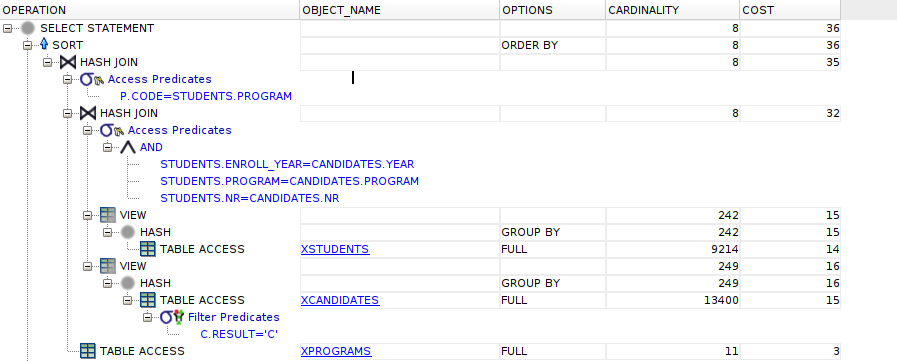 OPERATION OBJECT_NAME OPTIONS CARDINALITY COST
SELECT STATEMENT 8 36
SORT ORDER BY 8 36
HASH JOIN 8 35
Access Predicates
P.CODE=STUDENTS.PROGRAM
HASH JOIN 8 32
Access Predicates
AND
STUDENTS.ENROLL_YEAR=CANDIDATES.YEAR
STUDENTS.PROGRAM=CANDIDATES.PROGRAM
STUDENTS.NR=CANDIDATES.NR
VIEW 242 15
HASH GROUP BY 242 15
TABLE ACCESS XSTUDENTS FULL 9214 14
VIEW 249 16
HASH GROUP BY 249 16
TABLE ACCESS XCANDIDATES FULL 13400 15
Filter Predicates
C.RESULT='C'
TABLE ACCESS XPROGRAMS FULL 11 3